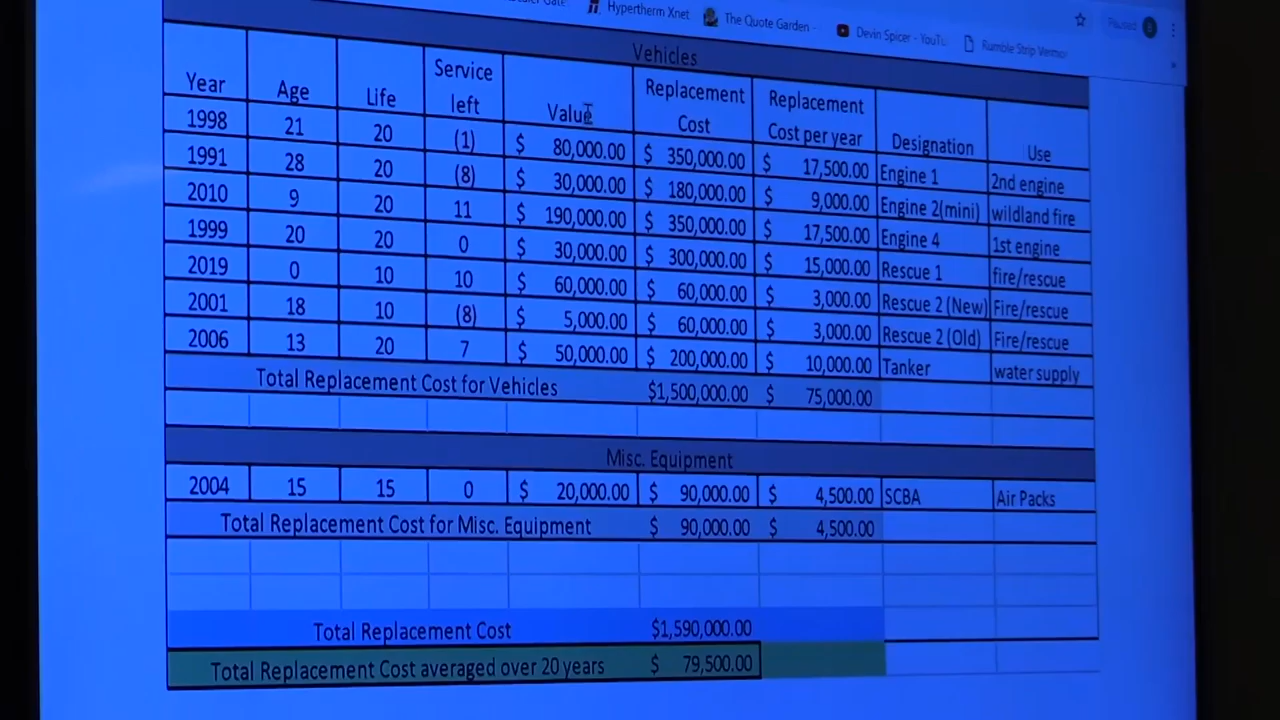 Hypertherm Xnet The Quote Garden - Devin Spicer - YouTu Rumble Strip Vermor Paused
Vehicles
Year Age Life Service left Value Replacement Cost Replacement Cost per year Designation Use
1998 21 20 (1) $ 80,000.00 $ 350,000.00 $ 17,500.00 Engine 1 2nd engine
1991 28 20 (8) $ 30,000.00 $ 180,000.00 $ 9,000.00 Engine 2(mini) wildland fire
2010 9 20 11 $ 190,000.00 $ 350,000.00 $ 17,500.00 Engine 4 1st engine
1999 20 20 0 $ 30,000.00 $ 300,000.00 $ 15,000.00 Rescue 1 fire/rescue
2019 0 10 10 $ 60,000.00 $ 60,000.00 $ 3,000.00 Rescue 2 (New) Fire/rescue
2001 18 10 (8) $ 5,000.00 $ 60,000.00 $ 3,000.00 Rescue 2 (Old) Fire/rescue
2006 13 20 7 $ 50,000.00 $ 200,000.00 $ 10,000.00 Tanker water supply
Total Replacement Cost for Vehicles $1,500,000.00 $ 75,000.00
Misc. Equipment
2004 15 15 0 $ 20,000.00 $ 90,000.00 $ 4,500.00 SCBA Air Packs
Total Replacement Cost for Misc. Equipment $ 90,000.00 $ 4,500.00
Total Replacement Cost $1,590,000.00
Total Replacement Cost averaged over 20 years $ 79,500.00